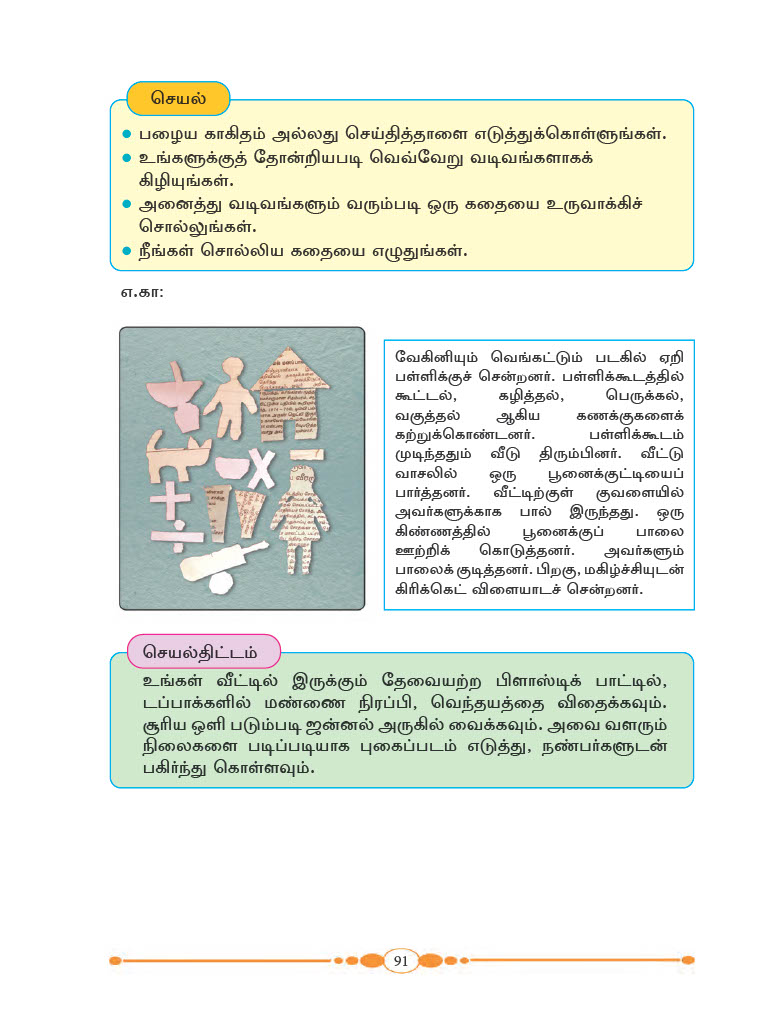 செயல்
பழைய காகிதம் அல்லது செய்தித்தாளை எடுத்துக்கொள்ளுங்கள்.
உங்களுக்குத் தோன்றியபடி வெவ்வேறு வடிவங்களாகக்
கிழியுங்கள்.
அனைத்து வடிவங்களும் வரும்படி ஒரு கதையை உருவாக்கிச்
சொல்லுங்கள்.
நீங்கள் சொல்லிய கதையை எழுதுங்கள்.
எ.கா:
வேகினியும் வெங்கட்டும் படகில் ஏறி
பள்ளிக்குச் சென்றனர். பள்ளிக்கூடத்தில்
கூட்டல், கழித்தல், பெருக்கல்,
வகுத்தல் ஆகிய கணக்குகளைக்
கற்றுக்கொண்டனர். பள்ளிக்கூடம்
முடிந்ததும் வீடு திரும்பினர். வீட்டு
வாசலில் ஒரு பூனைக்குட்டியைப்
பார்த்தனர். வீட்டிற்குள் குவளையில்
அவர்களுக்காக பால் இருந்தது. ஒரு
கிண்ணத்தில் பூனைக்குப் பாலை
ஊற்றிக் கொடுத்தனர். அவர்களும்
பாலைக் குடித்தனர். பிறகு, மகிழ்ச்சியுடன்
கிரிக்கெட் விளையாடச் சென்றனர்.
செயல்திட்டம்
உங்கள் வீட்டில் இருக்கும் தேவையற்ற பிளாஸ்டிக் பாட்டில்,
டப்பாக்களில் மண்ணை நிரப்பி, வெந்தயத்தை விதைக்கவும்.
சூரிய ஒளி படும்படி ஜன்னல் அருகில் வைக்கவும். அவை வளரும்
நிலைகளை படிப்படியாக புகைப்படம் எடுத்து, நண்பர்களுடன்
பகிர்ந்து கொள்ளவும்.
91